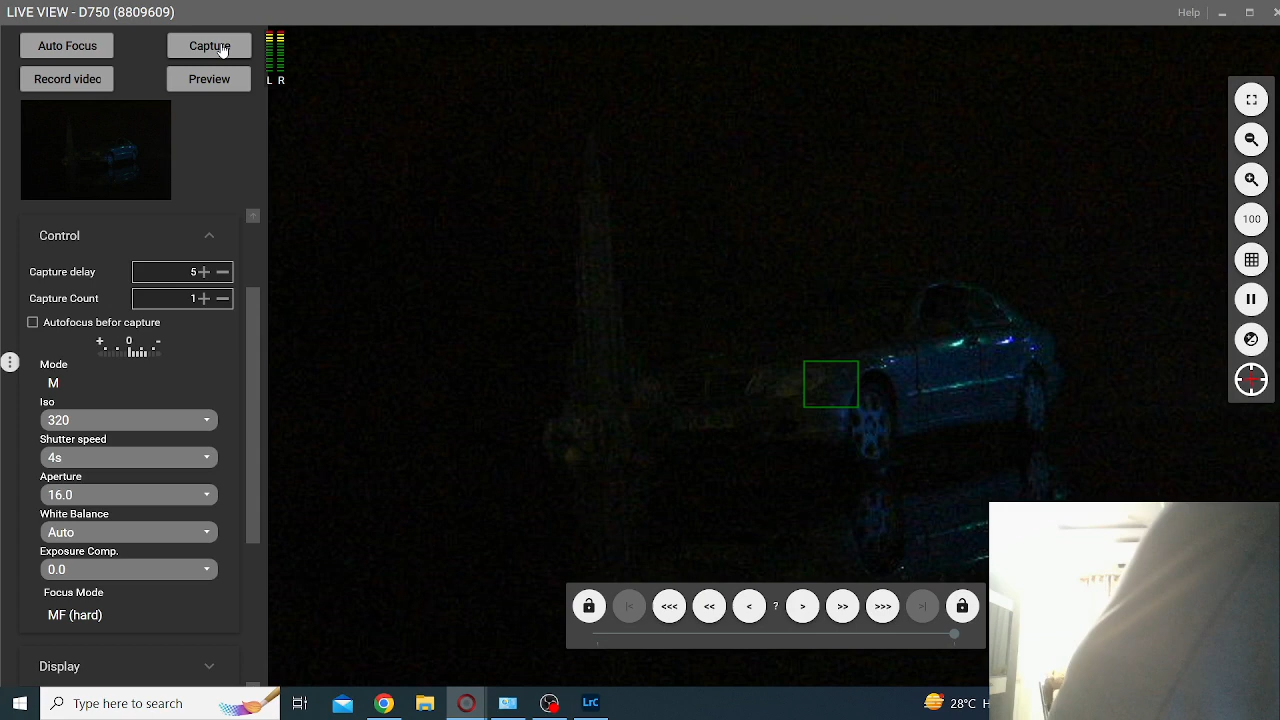 LIVE VIEW - D750 (8809609)
Help
Auto Focus
Capture
Record video
Preview
L R
100
Control
Capture delay
5
Capture Count
1
Autofocus befor capture
+ 0 -
Mode
M
Iso
320
Shutter speed
4s
Aperture
16.0
White Balance
Auto
Exposure Comp.
0.0
Focus Mode
MF (hard)
|< <<< << < ? > >> >>> >|
Display
Type here to search
LrC
28°C H